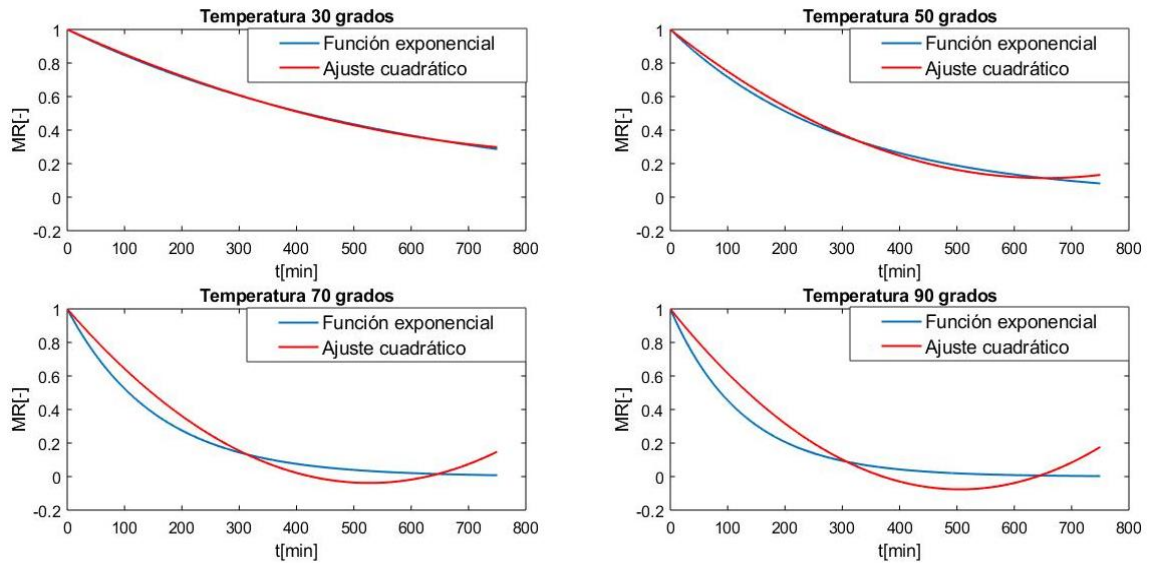 Temperatura 30 grados
1
0.8
0.6
0.4
0.2
0
-0.2
MR[-]
Función exponencial
Ajuste cuadrático
0 100 200 300 400 500 600 700 800
t[min]
Temperatura 50 grados
1
0.8
0.6
0.4
0.2
0
-0.2
MR[-]
Función exponencial
Ajuste cuadrático
0 100 200 300 400 500 600 700 800
t[min]
Temperatura 70 grados
1
0.8
0.6
0.4
0.2
0
-0.2
MR[-]
Función exponencial
Ajuste cuadrático
0 100 200 300 400 500 600 700 800
t[min]
Temperatura 90 grados
1
0.8
0.6
0.4
0.2
0
-0.2
MR[-]
Función exponencial
Ajuste cuadrático
0 100 200 300 400 500 600 700 800
t[min]